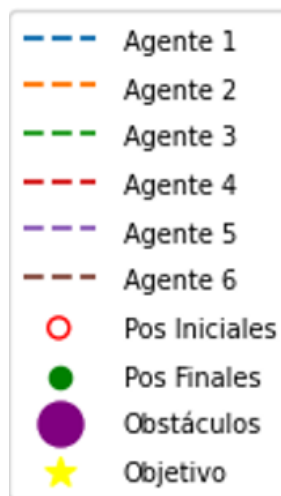 Agente 1
Agente 2
Agente 3
Agente 4
Agente 5
Agente 6
Pos Iniciales
Pos Finales
Obstáculos
Objetivo